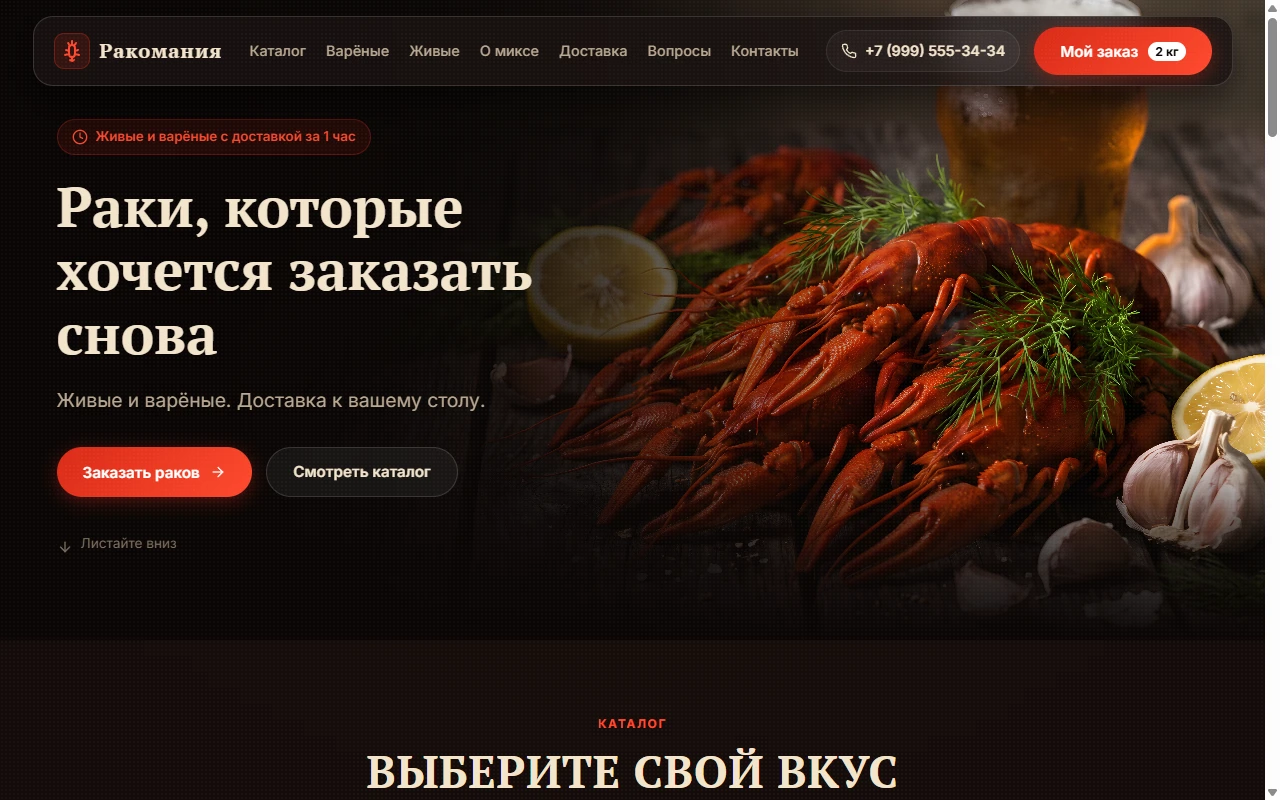 Ракомания
Каталог
Варёные
Живые
О миксе
Доставка
Вопросы
Контакты
+7 (999) 555-34-34
Мой заказ
2 кг
Живые и варёные с доставкой за 1 час
Раки, которые
хочется заказать
снова
Живые и варёные. Доставка к вашему столу.
Заказать раков
Смотреть каталог
Листайте вниз
КАТАЛОГ
ВЫБЕРИТЕ СВОЙ ВКУС